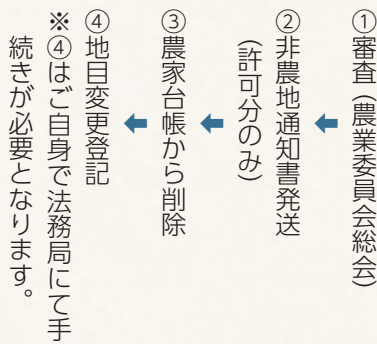 ①審査（農業委員会総会）
②非農地通知書発送
（許可分のみ）
③農家台帳から削除
④地目変更登記
※④はご自身で法務局にて手
続きが必要となります。